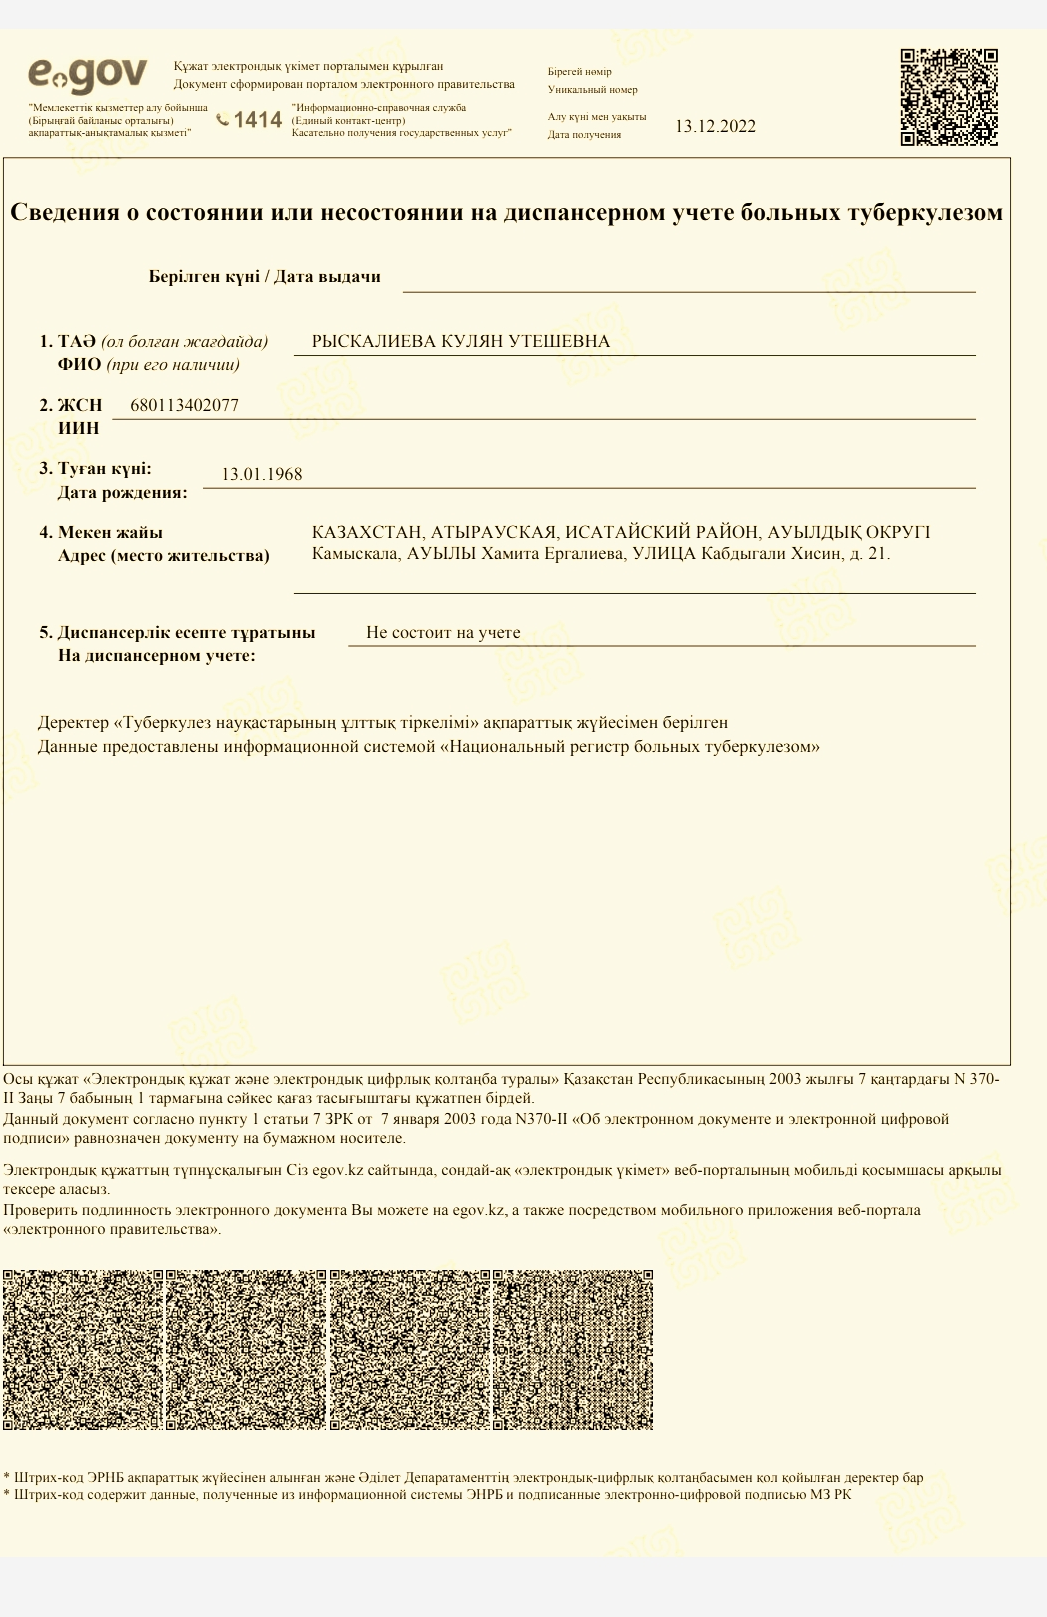 e.gov
Құжат электрондық үкімет порталымен құрылған
Документ сформирован порталом электронного правительства
"Мемлекеттік қызметтер алу бойынша
(Бірыңғай байланыс орталығы)
ақпараттық-анықтамалық қызметі"
1414
"Информационно-справочная служба
(Единый контакт-центр)
Касательно получения государственных услуг"
Бірегей нөмір
Уникальный номер
Алу күні мен уақыты
Дата получения
13.12.2022
Сведения о состоянии или несостоянии на диспансерном учете больных туберкулезом
Берілген күні / Дата выдачи
1. ТАӘ (ол болған жағдайда) РЫСКАЛИЕВА КУЛЯН УТЕШЕВНА
ФИО (при его наличии)
2. ЖСН 680113402077
ИИН
3. Туған күні: 13.01.1968
Дата рождения:
4. Мекен жайы КАЗАХСТАН, АТЫРАУСКАЯ, ИСАТАЙСКИЙ РАЙОН, АУЫЛДЫҚ ОКРУГІ
Адрес (место жительства) Камыскала, АУЫЛЫ Хамита Ергалиева, УЛИЦА Кабдыгали Хисин, д. 21.
5. Диспансерлік есепте тұратыны Не состоит на учете
На диспансерном учете:
Деректер «Туберкулез науқастарының ұлттық тіркелімі» ақпараттық жүйесімен берілген
Данные предоставлены информационной системой «Национальный регистр больных туберкулезом»
Осы құжат «Электрондық құжат және электрондық цифрлық қолтаңба туралы» Қазақстан Республикасының 2003 жылғы 7 қаңтардағы N 370-
II Заңы 7 бабының 1 тармағына сәйкес қағаз тасығыштағы құжатпен бірдей.
Данный документ согласно пункту 1 статьи 7 ЗРК от 7 января 2003 года N370-II «Об электронном документе и электронной цифровой
подписи» равнозначен документу на бумажном носителе.
Электрондық құжаттың түпнұсқалығын Сіз egov.kz сайтында, сондай-ақ «электрондық үкімет» веб-порталының мобильді қосымшасы арқылы
тексере аласыз.
Проверить подлинность электронного документа Вы можете на egov.kz, а также посредством мобильного приложения веб-портала
«электронного правительства».
* Штрих-код ЭРНБ ақпараттық жүйесінен алынған және Әділет Департаменттің электрондық-цифрлық қолтаңбасымен қол қойылған деректер бар
* Штрих-код содержит данные, полученные из информационной системы ЭНРБ и подписанные электронно-цифровой подписью МЗ РК